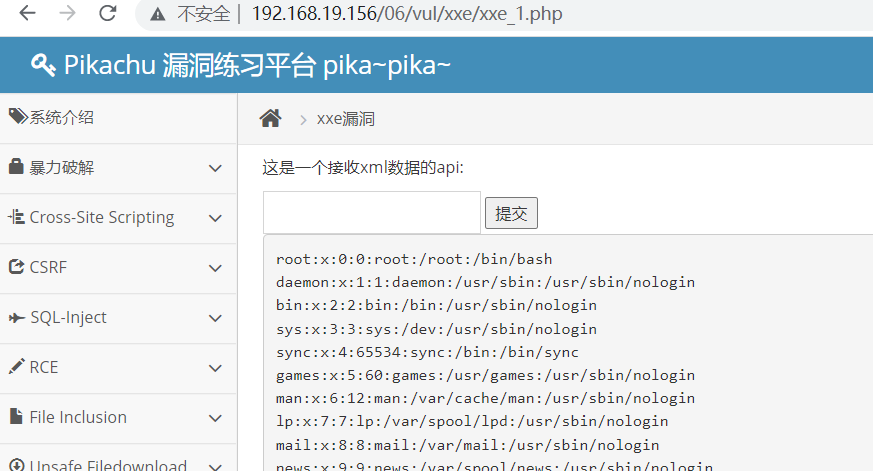 不安全 | 192.168.19.156/06/vul/xxe/xxe_1.php
Pikachu 漏洞练习平台 pika~pika~
系统介绍
暴力破解
Cross-Site Scripting
CSRF
SQL-Inject
RCE
File Inclusion
Unsafe Filedownload
xxe漏洞
这是一个接收xml数据的api:
提交
root:x:0:0:root:/root:/bin/bash
daemon:x:1:1:daemon:/usr/sbin:/usr/sbin/nologin
bin:x:2:2:bin:/bin:/usr/sbin/nologin
sys:x:3:3:sys:/dev:/usr/sbin/nologin
sync:x:4:65534:sync:/bin:/bin/sync
games:x:5:60:games:/usr/games:/usr/sbin/nologin
man:x:6:12:man:/var/cache/man:/usr/sbin/nologin
lp:x:7:7:lp:/var/spool/lpd:/usr/sbin/nologin
mail:x:8:8:mail:/var/mail:/usr/sbin/nologin
news:x:9:9:news:/var/spool/news:/usr/sbin/nologin